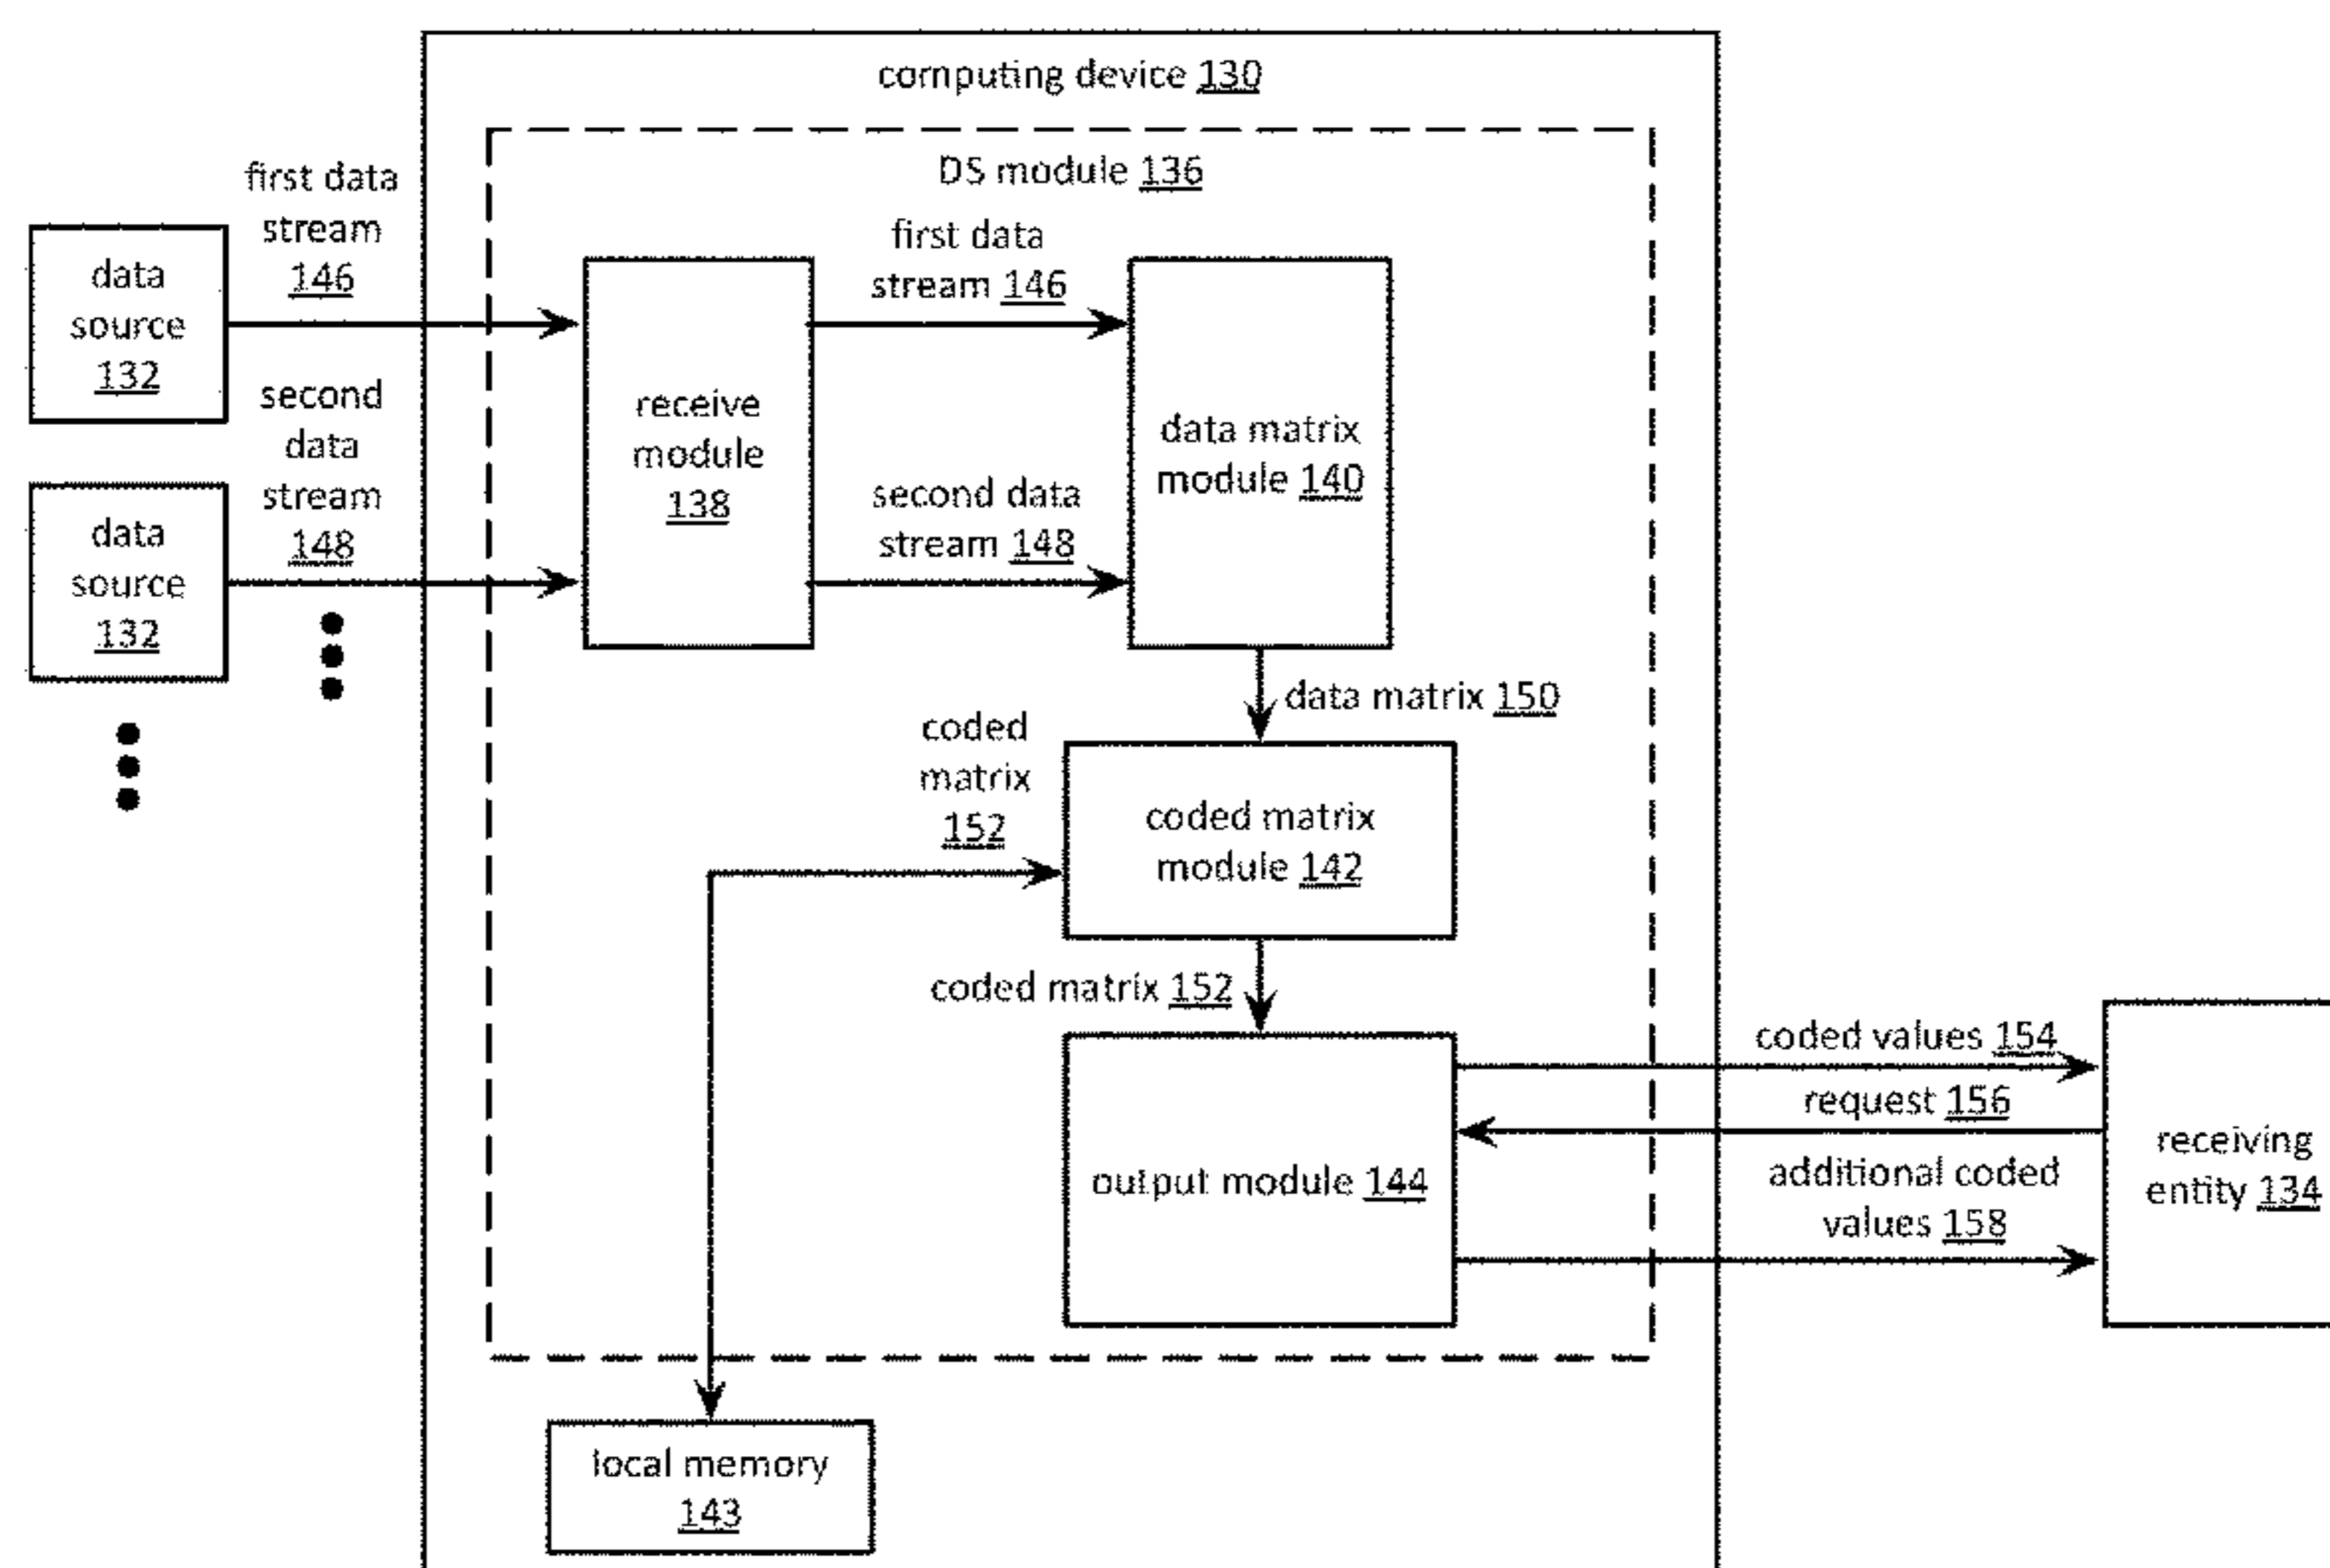 computing device 130
DS module 136
first data
stream
146
data
source
132
second
data
stream
148
data
source
132
receive
module
138
first data
stream 146
second data
stream 148
data matrix
module 140
data matrix 150
coded
matrix
152
coded matrix
module 142
coded matrix 152
output module 144
coded values 154
request 156
additional coded
values 158
receiving
entity 134
local memory
143